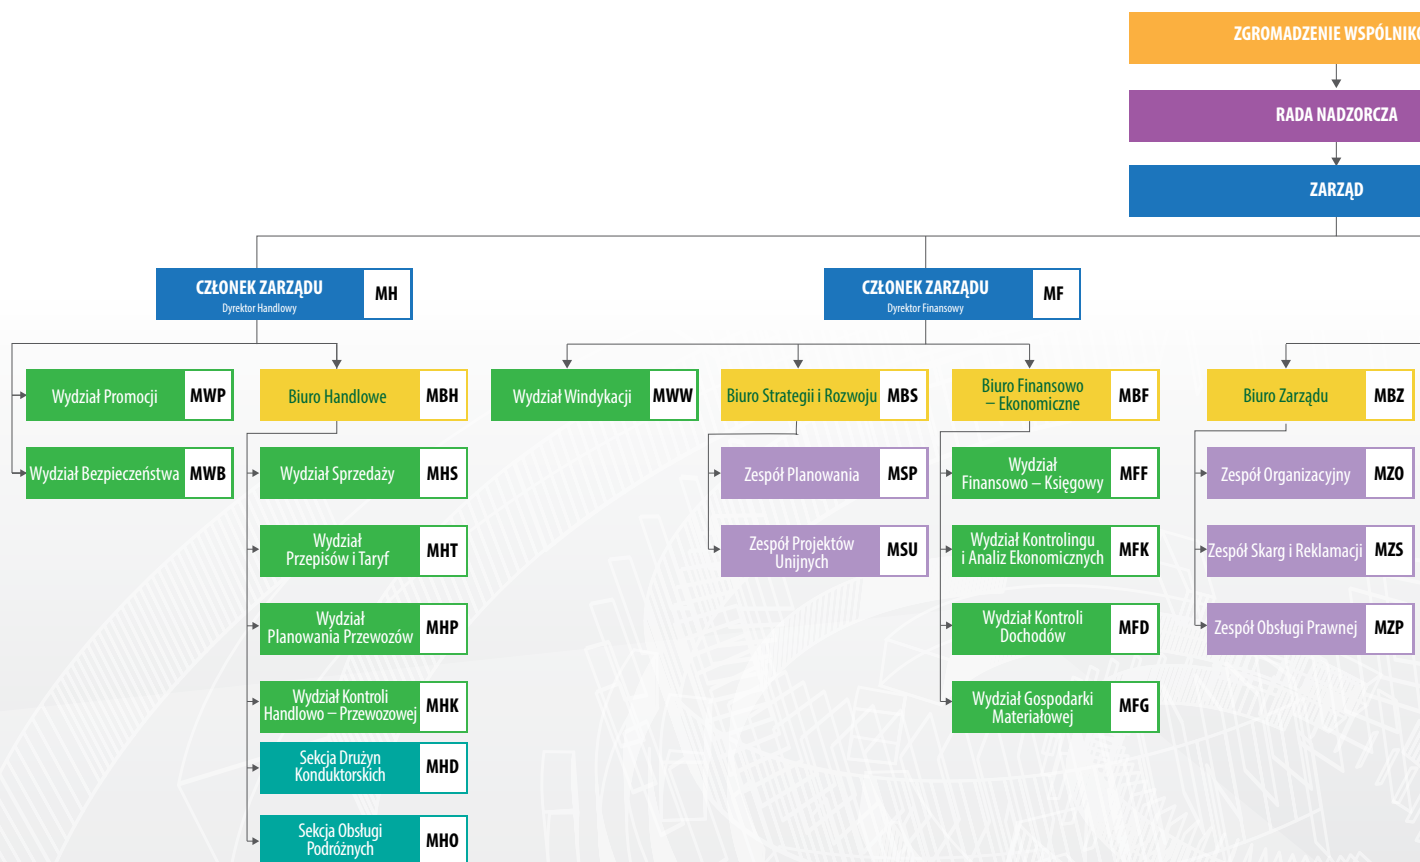 ZGROMADZENIE WSPÓLNIKÓ
RADA NADZORCZA
ZARZĄD
CZŁONEK ZARZĄDU
Dyrektor Handlowy
MH
CZŁONEK ZARZĄDU
Dyrektor Finansowy
MF
Wydział Promocji
MWP
Biuro Handlowe
MBH
Wydział Windykacji
MWW
Biuro Strategii i Rozwoju
MBS
Biuro Finansowo
– Ekonomiczne
MBF
Biuro Zarządu
MBZ
Wydział Bezpieczeństwa
MWB
Wydział Sprzedaży
MHS
Zespół Planowania
MSP
Wydział
Finansowo – Księgowy
MFF
Zespół Organizacyjny
MZO
Wydział
Przepisów i Taryf
MHT
Zespół Projektów
Unijnych
MSU
Wydział Kontrolingu
i Analiz Ekonomicznych
MFK
Zespół Skarg i Reklamacji
MZS
Wydział
Planowania Przewozów
MHP
Wydział Kontroli
Dochodów
MFD
Zespół Obsługi Prawnej
MZP
Wydział Kontroli
Handlowo – Przewozowej
MHK
Wydział Gospodarki
Materiałowej
MFG
Sekcja Drużyn
Konduktorskich
MHD
Sekcja Obsługi
Podróżnych
MHO